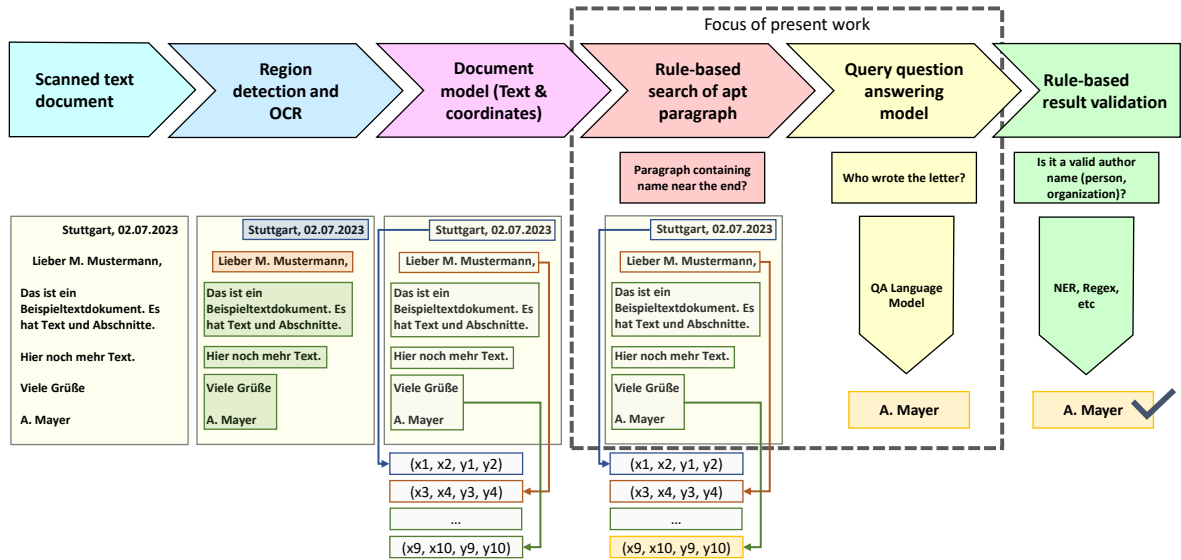 Focus of present work
Scanned text
document
Region
detection and
OCR
Document
model (Text &
coordinates)
Rule-based
search of apt
paragraph
Query question
answering
model
Rule-based
result validation
Paragraph containing
name near the end?
Who wrote the letter?
Is it a valid author
name (person,
organization)?
Stuttgart, 02.07.2023
Lieber M. Mustermann,
Das ist ein
Beispieltextdokument. Es
hat Text und Abschnitte.
Hier noch mehr Text.
Viele Grüße
A. Mayer
Stuttgart, 02.07.2023
Lieber M. Mustermann,
Das ist ein
Beispieltextdokument. Es
hat Text und Abschnitte.
Hier noch mehr Text.
Viele Grüße
A. Mayer
Stuttgart, 02.07.2023
Lieber M. Mustermann,
Das ist ein
Beispieltextdokument. Es
hat Text und Abschnitte.
Hier noch mehr Text.
Viele Grüße
A. Mayer
(x1, x2, y1, y2)
(x3, x4, y3, y4)
...
(x9, x10, y9, y10)
Stuttgart, 02.07.2023
Lieber M. Mustermann,
Das ist ein
Beispieltextdokument. Es
hat Text und Abschnitte.
Hier noch mehr Text.
Viele Grüße
A. Mayer
(x1, x2, y1, y2)
(x3, x4, y3, y4)
...
(x9, x10, y9, y10)
QA Language
Model
A. Mayer
NER, Regex,
etc
A. Mayer